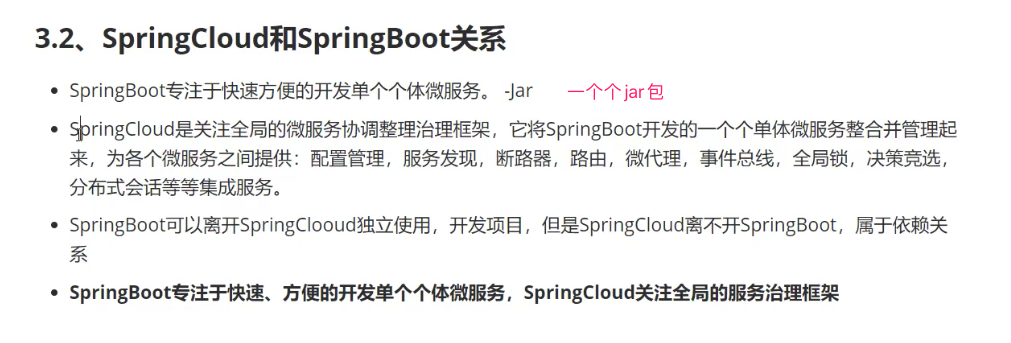 3.2、SpringCloud和SpringBoot关系
SpringBoot专注于快速方便的开发单个个体微服务。 -Jar 一个个jar包
SpringCloud是关注全局的微服务协调整理治理框架，它将SpringBoot开发的一个个单体微服务整合并管理起
来，为各个微服务之间提供：配置管理，服务发现，断路器，路由，微代理，事件总线，全局锁，决策竞选，
分布式会话等等集成服务。
SpringBoot可以离开SpringClooud独立使用，开发项目，但是SpringCloud离不开SpringBoot，属于依赖关
系
SpringBoot专注于快速、方便的开发单个个体微服务，SpringCloud关注全局的服务治理框架